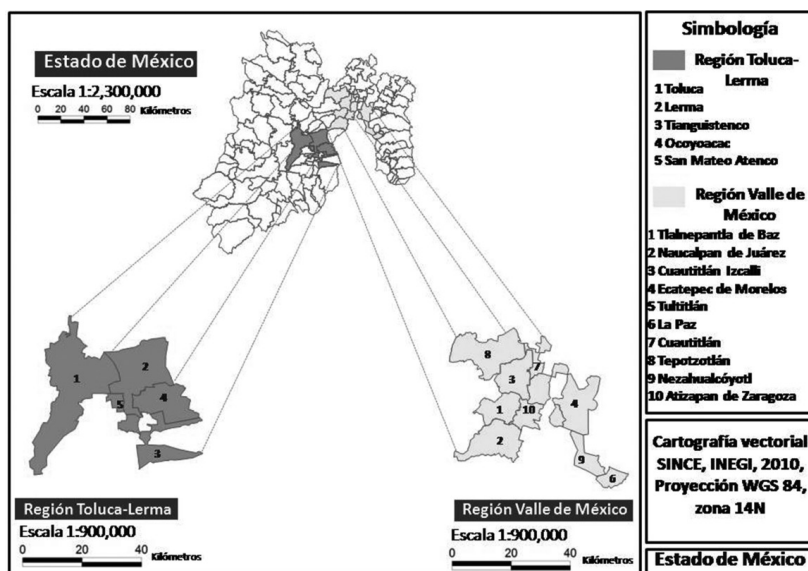 Estado de México
Escala 1:2,300,000
0 20 40 60 80 Kilómetros
1
2
3
4
5
Región Toluca-Lerma
Escala 1:900,000
0 20 40
Kilómetros
8
7
3
4
1
10
2
9
6
Región Valle de México
Escala 1:900,000
0 20 40
Kilómetros
Simbología
Región Toluca-
Lerma
1 Toluca
2 Lerma
3 Tianguistenco
4 Ocoyoacac
5 San Mateo Atenco
Región Valle de
México
1 Tlalnepantla de Baz
2 Naucalpan de Juárez
3 Cuautitlán Izcalli
4 Ecatepec de Morelos
5 Tultitlán
6 La Paz
7 Cuautitlán
8 Tepotzotlán
9 Nezahualcóyotl
10 Atizapan de Zaragoza
Cartografía vectorial
SINCE, INEGI, 2010,
Proyección WGS 84,
zona 14N
Estado de México